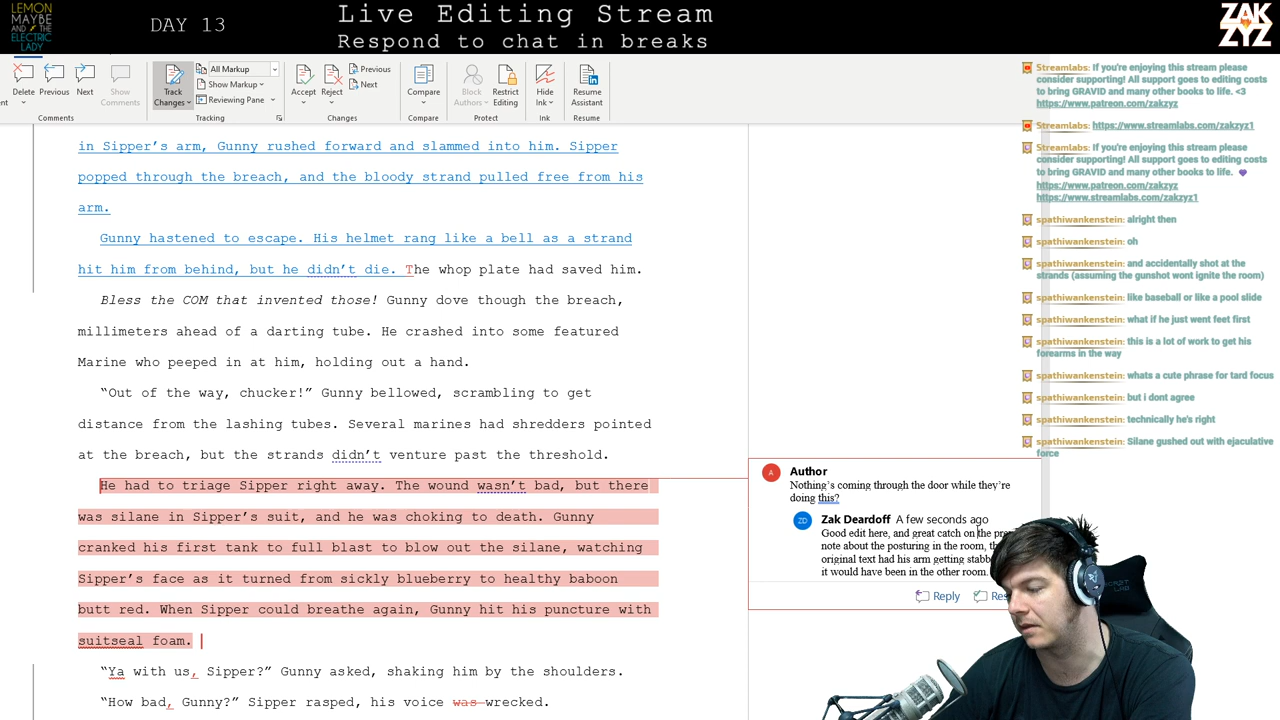 LEMON
MAYBE
AND THE
ELECTRIC
LADY
DAY 13
Live Editing Stream
Respond to chat in breaks
ZAK
ZYZ
Delete
Previous
Next
Show
Comments
Comments
Track
Changes
All Markup
Show Markup
Reviewing Pane
Tracking
Accept
Reject
Previous
Next
Changes
Compare
Compare
Block
Authors
Restrict
Editing
Protect
Hide
Ink
Ink
Resume
Assistant
Resume
in Sipper’s arm, Gunny rushed forward and slammed into him. Sipper
popped through the breach, and the bloody strand pulled free from his
arm.
Gunny hastened to escape. His helmet rang like a bell as a strand
hit him from behind, but he didn’t die. The whop plate had saved him.
Bless the COM that invented those! Gunny dove though the breach,
millimeters ahead of a darting tube. He crashed into some featured
Marine who peeped in at him, holding out a hand.
“Out of the way, chucker!” Gunny bellowed, scrambling to get
distance from the lashing tubes. Several marines had shredders pointed
at the breach, but the strands didn’t venture past the threshold.
He had to triage Sipper right away. The wound wasn’t bad, but there
was silane in Sipper’s suit, and he was choking to death. Gunny
cranked his first tank to full blast to blow out the silane, watching
Sipper’s face as it turned from sickly blueberry to healthy baboon
butt red. When Sipper could breathe again, Gunny hit his puncture with
suitseal foam.
“Ya with us, Sipper?” Gunny asked, shaking him by the shoulders.
“How bad, Gunny?” Sipper rasped, his voice was wrecked.
A
Author
Nothing’s coming through the door while they’re
doing this?
ZD
Zak Deardoff A few seconds ago
Good edit here, and great catch on the
note about the posturing in the room,
original text had his arm getting
it would have been in the other room.
Reply
Streamlabs: If you're enjoying this stream please
consider supporting! All support goes to editing costs
to bring GRAVID and many other books to life. <3
https://www.patreon.com/zakzyz
Streamlabs: https://www.streamlabs.com/zakzyz1
Streamlabs: If you're enjoying this stream please
consider supporting! All support goes to editing costs
to bring GRAVID and many other books to life. 💜
https://www.patreon.com/zakzyz
https://www.streamlabs.com/zakzyz1
spathiwankenstein: alright then
spathiwankenstein: oh
spathiwankenstein: and accidentally shot at the
strands (assuming the gunshot wont ignite the room)
spathiwankenstein: like baseball or like a pool slide
spathiwankenstein: what if he just went feet first
spathiwankenstein: this is a lot of work to get his
forearms in the way
spathiwankenstein: whats a cute phrase for tard focus
spathiwankenstein: but i dont agree
spathiwankenstein: technically he's right
spathiwankenstein: Silane gushed out with ejaculative
force